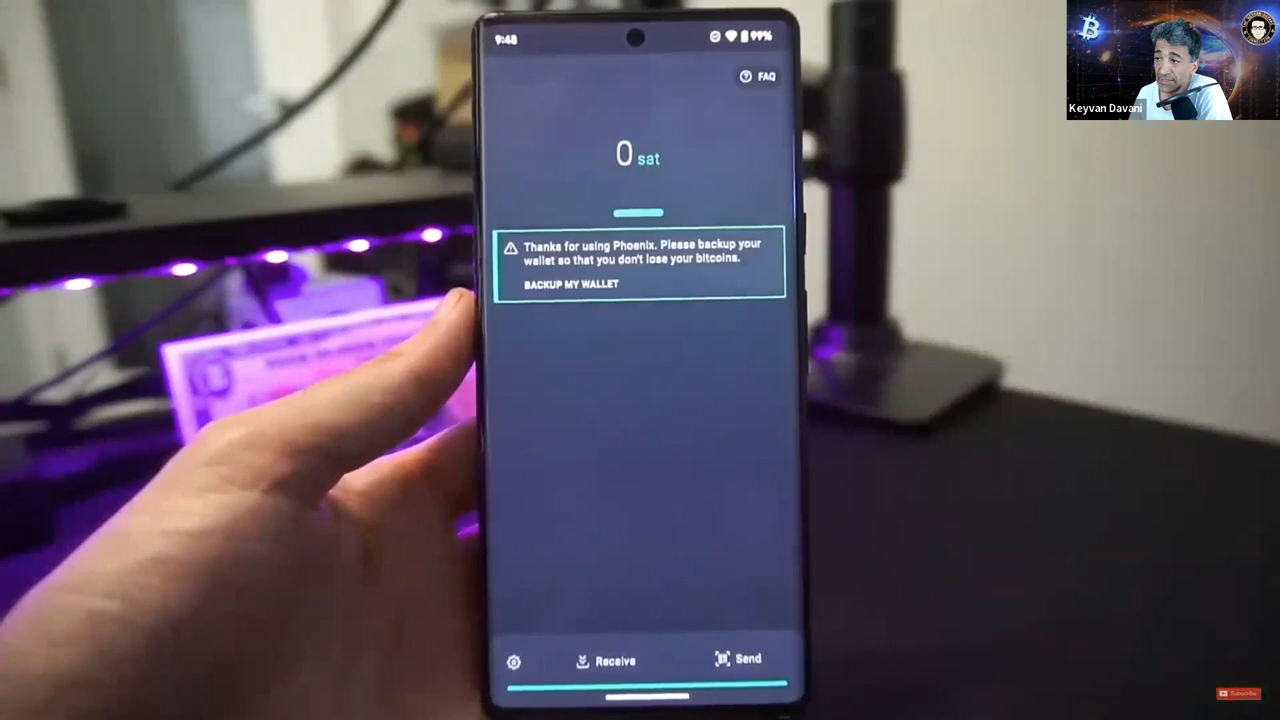 9:48
99%
FAQ
0 sat
Thanks for using Phoenix. Please backup your
wallet so that you don't lose your bitcoins.
BACKUP MY WALLET
Receive
Send
Keyvan Davani
Subscribe